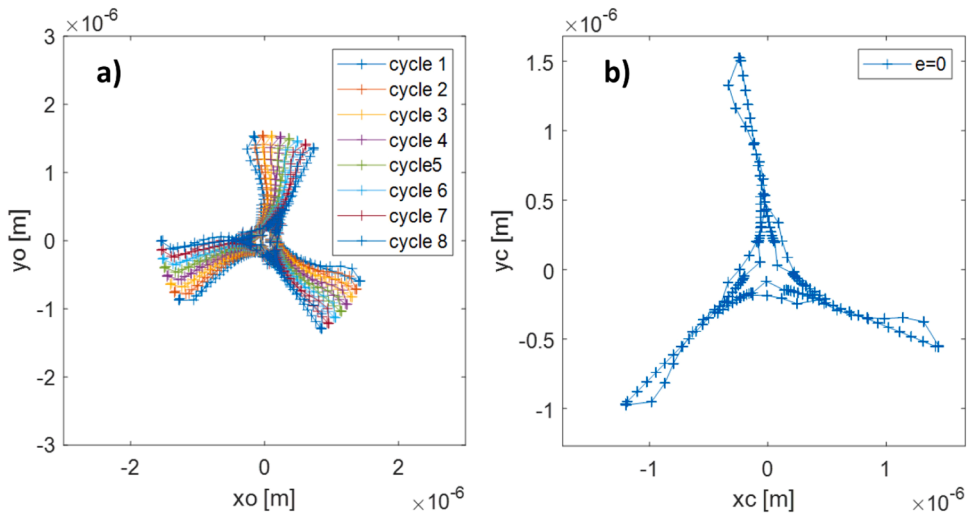 ×10⁻⁶
a)
3
2
1
0
-1
-2
-3
yo [m]
cycle 1
cycle 2
cycle 3
cycle 4
cycle5
cycle 6
cycle 7
cycle 8
-2
0
2
xo [m]
×10⁻⁶
×10⁻⁶
b)
e=0
1.5
1
0.5
0
-0.5
-1
yc [m]
-1
0
1
xc [m]
×10⁻⁶